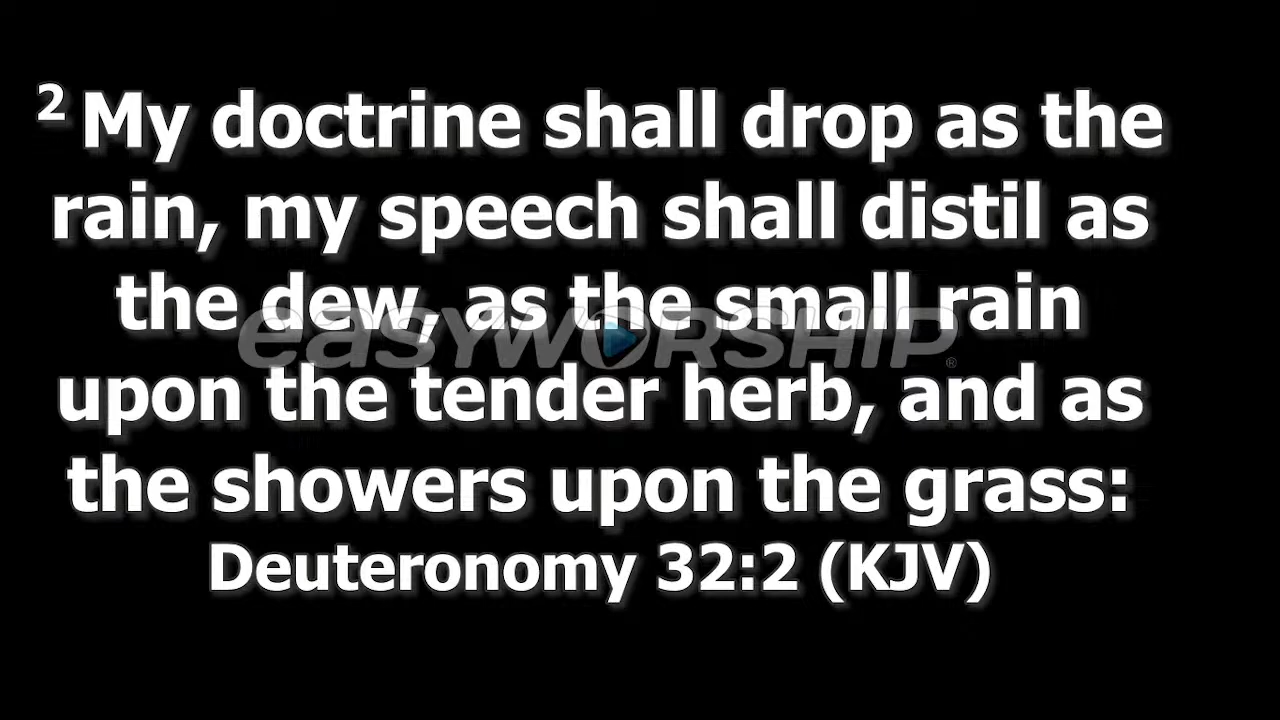 2 My doctrine shall drop as the
rain, my speech shall distil as
the dew, as the small rain
easyworship®
upon the tender herb, and as
the showers upon the grass:
Deuteronomy 32:2 (KJV)